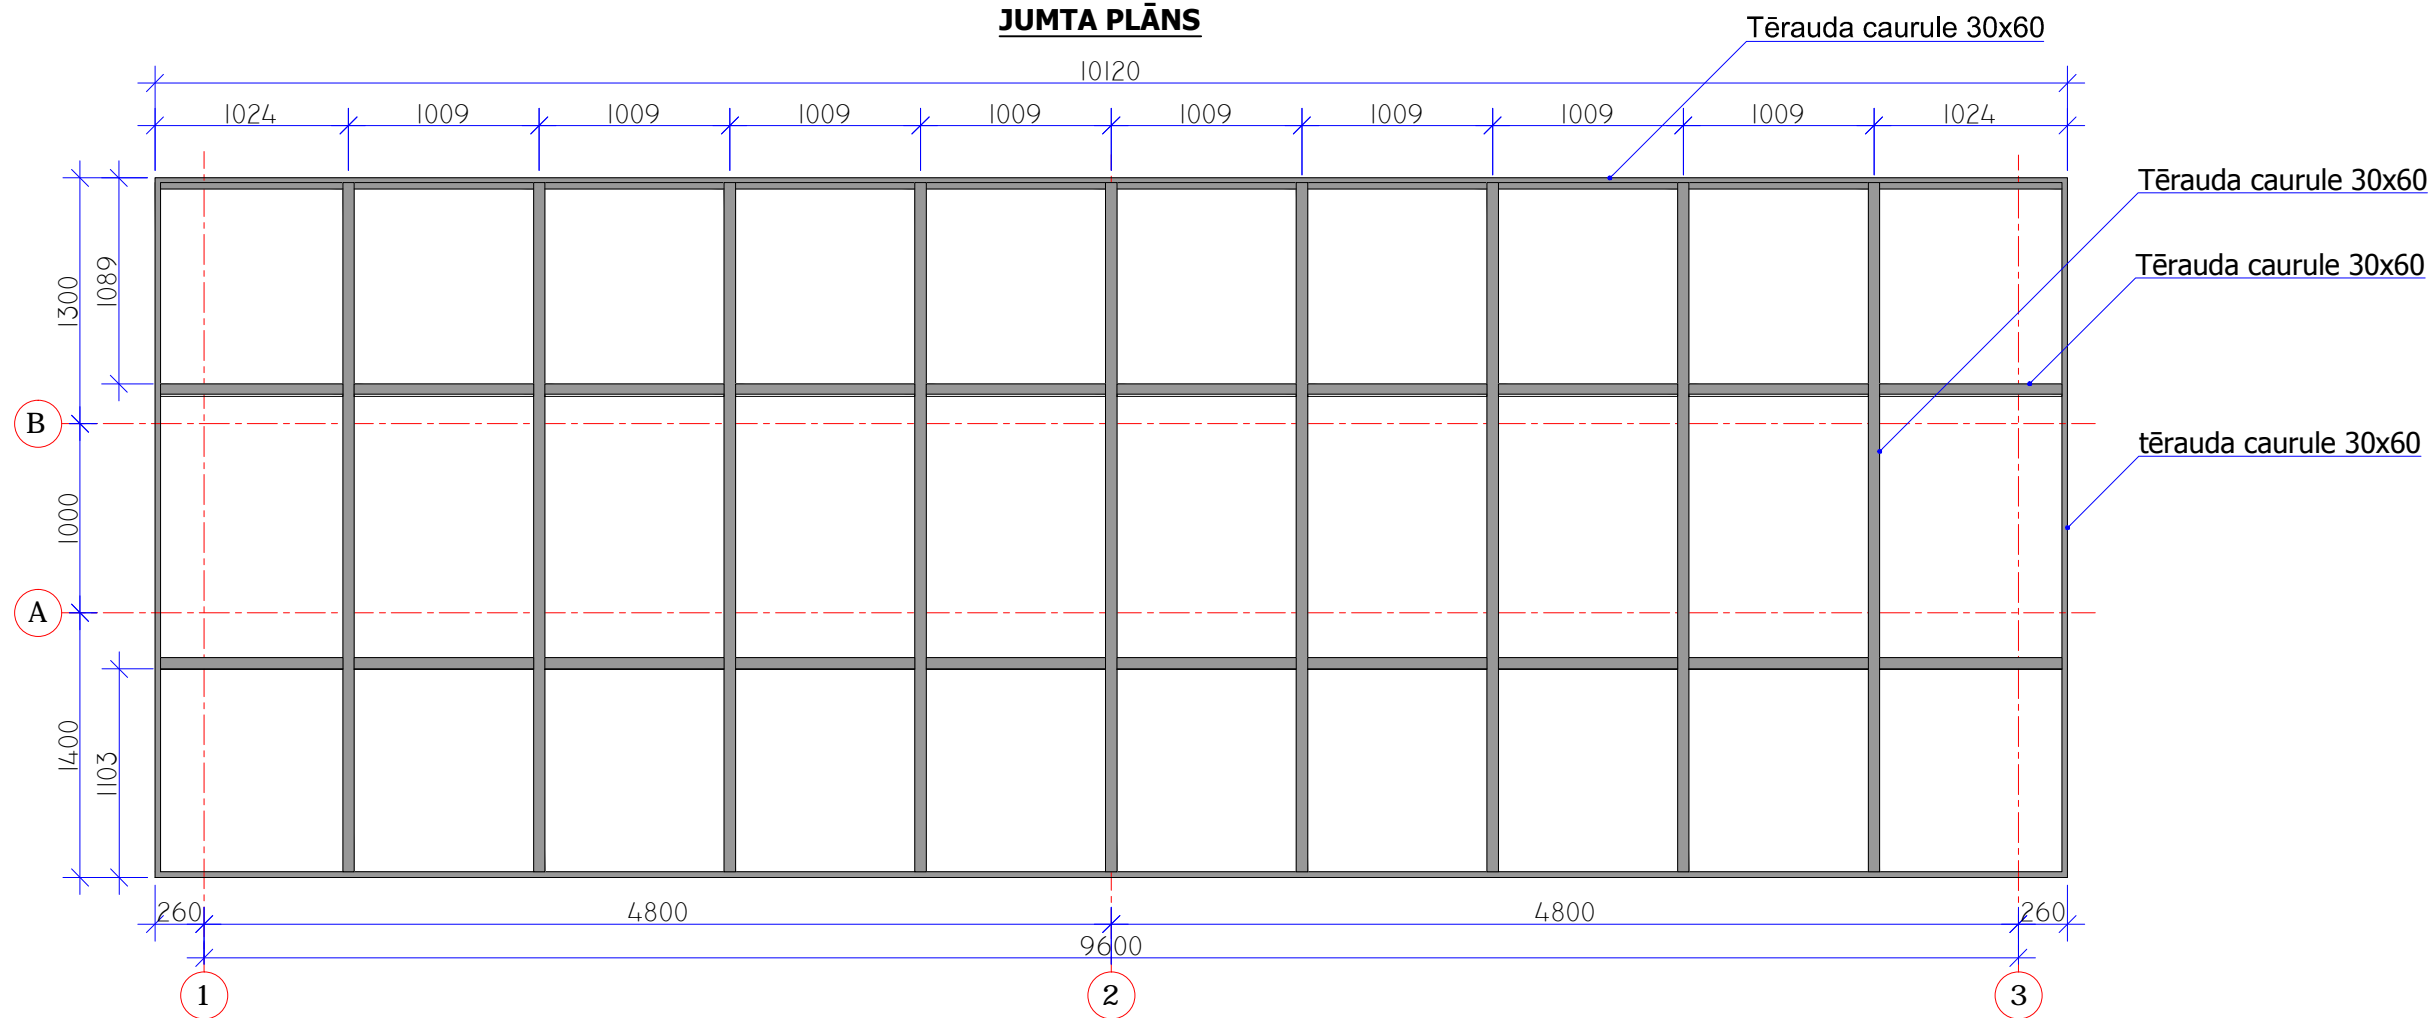 JUMTA PLĀNS
Tērauda caurule 30x60
10120
1024 1009 1009 1009 1009 1009 1009 1009 1009 1024
Tērauda caurule 30x60
Tērauda caurule 30x60
1300
1089
B
tērauda caurule 30x60
1000
A
1400
1103
260 4800 4800 260
9600
1 2 3